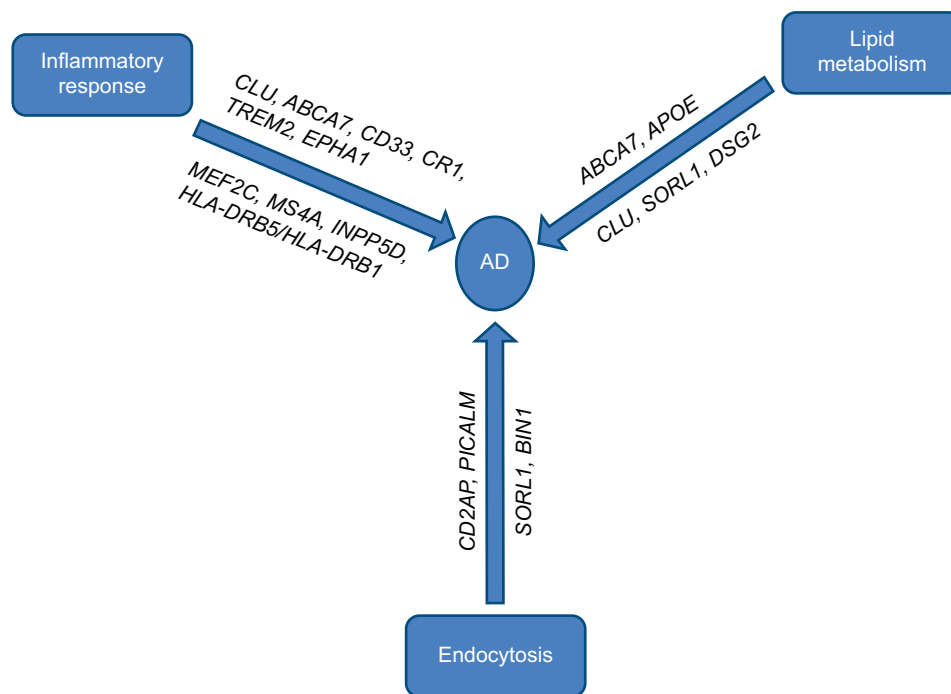 Inflammatory
response
Lipid
metabolism
CLU, ABCA7, CD33, CR1,
TREM2, EPHA1
MEF2C, MS4A, INPP5D,
HLA-DRB5/HLA-DRB1
ABCA7, APOE
CLU, SORL1, DSG2
AD
CD2AP, PICALM
SORL1, BIN1
Endocytosis